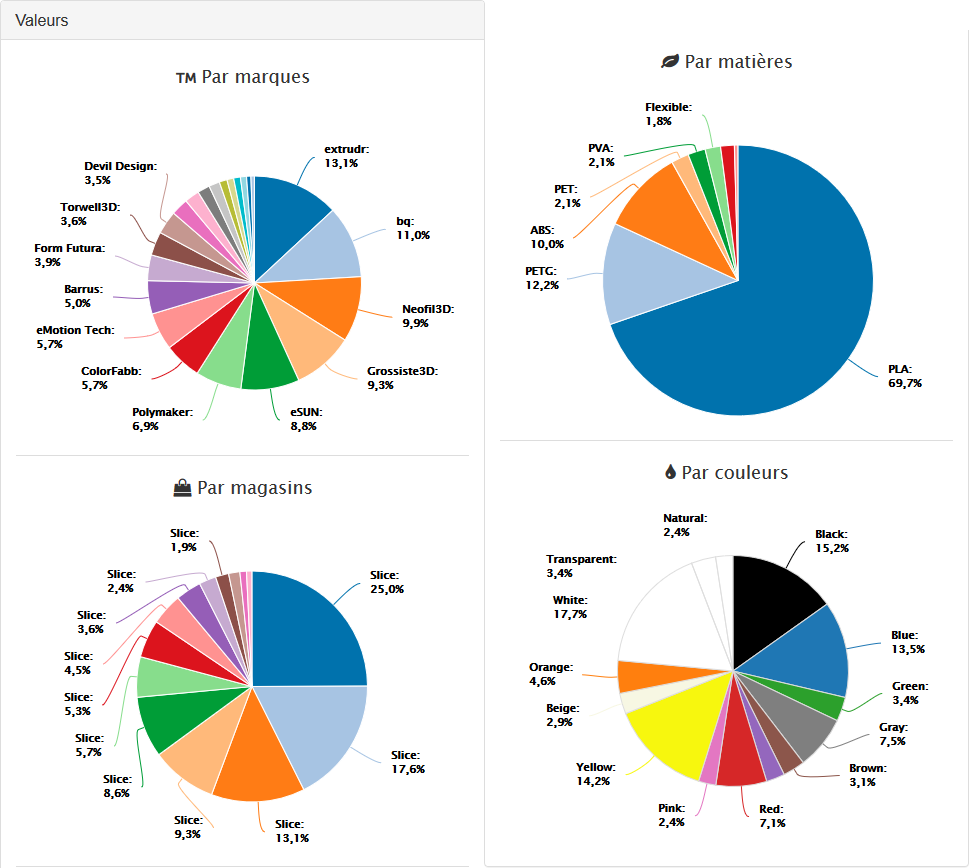 Valeurs
™ Par marques
extrudr:
13,1%
bq:
11,0%
Neofil3D:
9,9%
Grossiste3D:
9,3%
eSUN:
8,8%
Polymaker:
6,9%
ColorFabb:
5,7%
eMotion Tech:
5,7%
Barrus:
5,0%
Form Futura:
3,9%
Torwell3D:
3,6%
Devil Design:
3,5%
Par matières
Flexible:
1,8%
PVA:
2,1%
PET:
2,1%
ABS:
10,0%
PETG:
12,2%
PLA:
69,7%
Par magasins
Slice:
25,0%
Slice:
17,6%
Slice:
13,1%
Slice:
9,3%
Slice:
8,6%
Slice:
5,7%
Slice:
5,3%
Slice:
4,5%
Slice:
3,6%
Slice:
2,4%
Slice:
1,9%
Par couleurs
Black:
15,2%
Blue:
13,5%
Green:
3,4%
Gray:
7,5%
Brown:
3,1%
Red:
7,1%
Pink:
2,4%
Yellow:
14,2%
Beige:
2,9%
Orange:
4,6%
White:
17,7%
Transparent:
3,4%
Natural:
2,4%